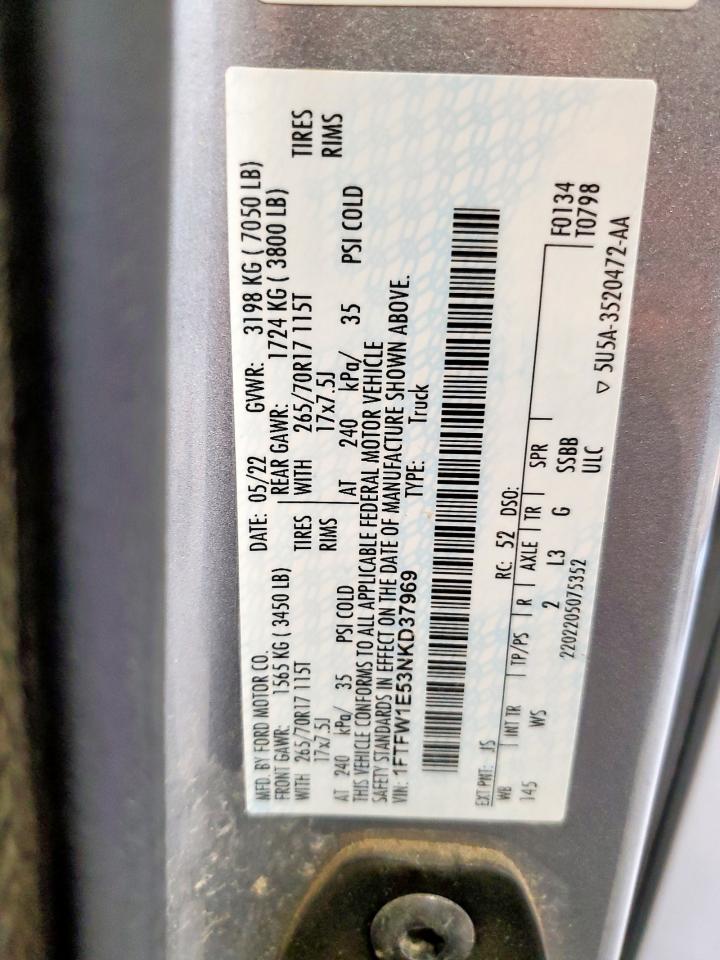 MFD. BY FORD MOTOR CO. DATE: 05/22 GVWR: 3198 KG ( 7050 LB)
FRONT GAWR: 1565 KG ( 3450 LB) REAR GAWR: 1724 KG ( 3800 LB)
WITH 265/70R17 115T TIRES WITH 265/70R17 115T TIRES
17x7.5J RIMS 17x7.5J RIMS
AT 240 kPa/ 35 PSI COLD AT 240 kPa/ 35 PSI COLD
THIS VEHICLE CONFORMS TO ALL APPLICABLE FEDERAL MOTOR VEHICLE
SAFETY STANDARDS IN EFFECT ON THE DATE OF MANUFACTURE SHOWN ABOVE.
VIN: 1FTFW1E53NKD37969 TYPE: Truck
EXT PNT: JS RC: 52 DSO:
WB INT TR TP/PS R AXLE TR SPR F0134
145 WS 2 L3 G SSBB T0798
2202205075352 ULC
▽ 5U5A-3520472-AA